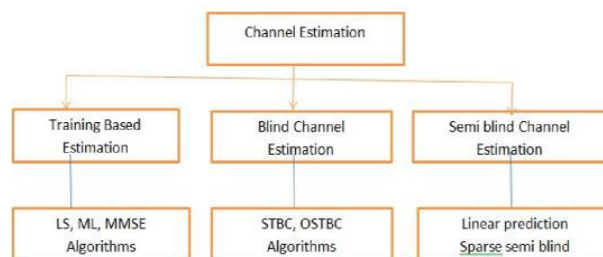 Channel Estimation
Training Based
Estimation
Blind Channel
Estimation
Semi blind Channel
Estimation
LS, ML, MMSE
Algorithms
STBC, OSTBC
Algorithms
Linear prediction
Sparse semi blind